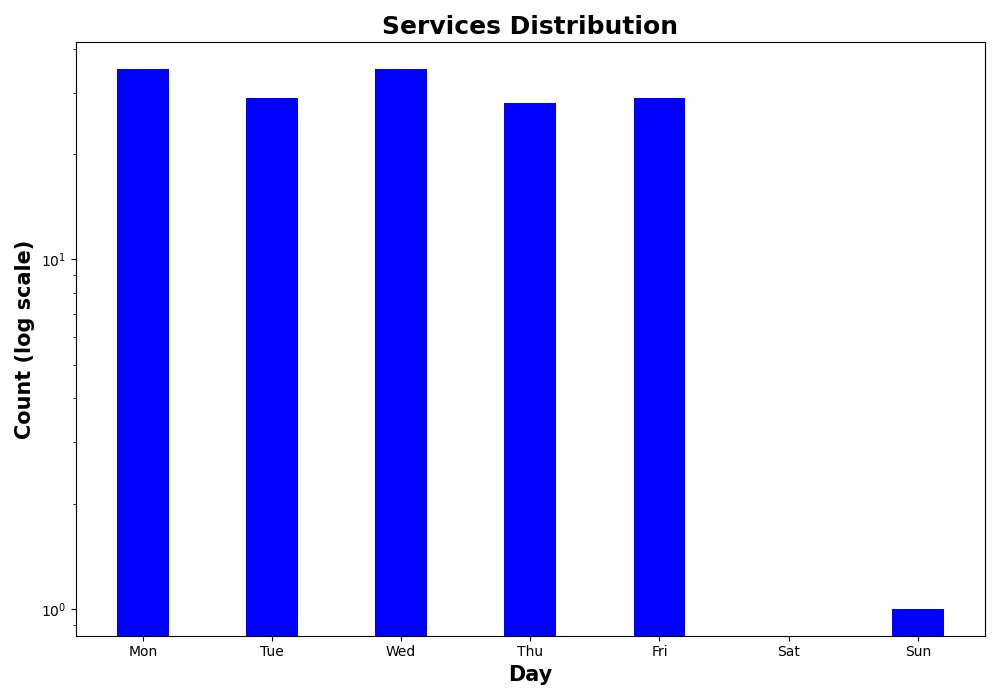 Services Distribution
Count (log scale)
10¹
10⁰
Mon Tue Wed Thu Fri Sat Sun
Day